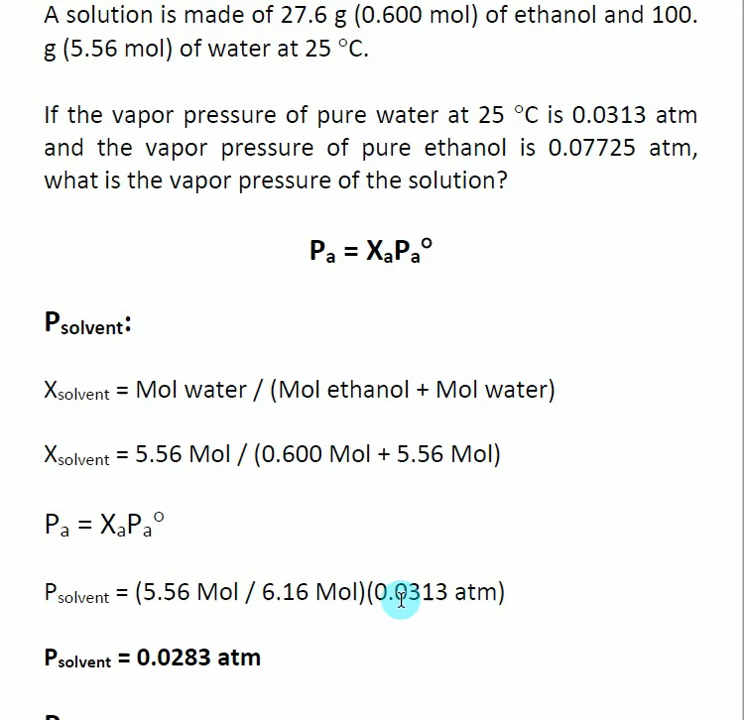 A solution is made of 27.6 g (0.600 mol) of ethanol and 100.
g (5.56 mol) of water at 25 °C.
If the vapor pressure of pure water at 25 °C is 0.0313 atm
and the vapor pressure of pure ethanol is 0.07725 atm,
what is the vapor pressure of the solution?
Pₐ = XₐPₐ°
Psolvent:
Xsolvent = Mol water / (Mol ethanol + Mol water)
Xsolvent = 5.56 Mol / (0.600 Mol + 5.56 Mol)
Pₐ = XₐPₐ°
Psolvent = (5.56 Mol / 6.16 Mol)(0.0313 atm)
Psolvent = 0.0283 atm